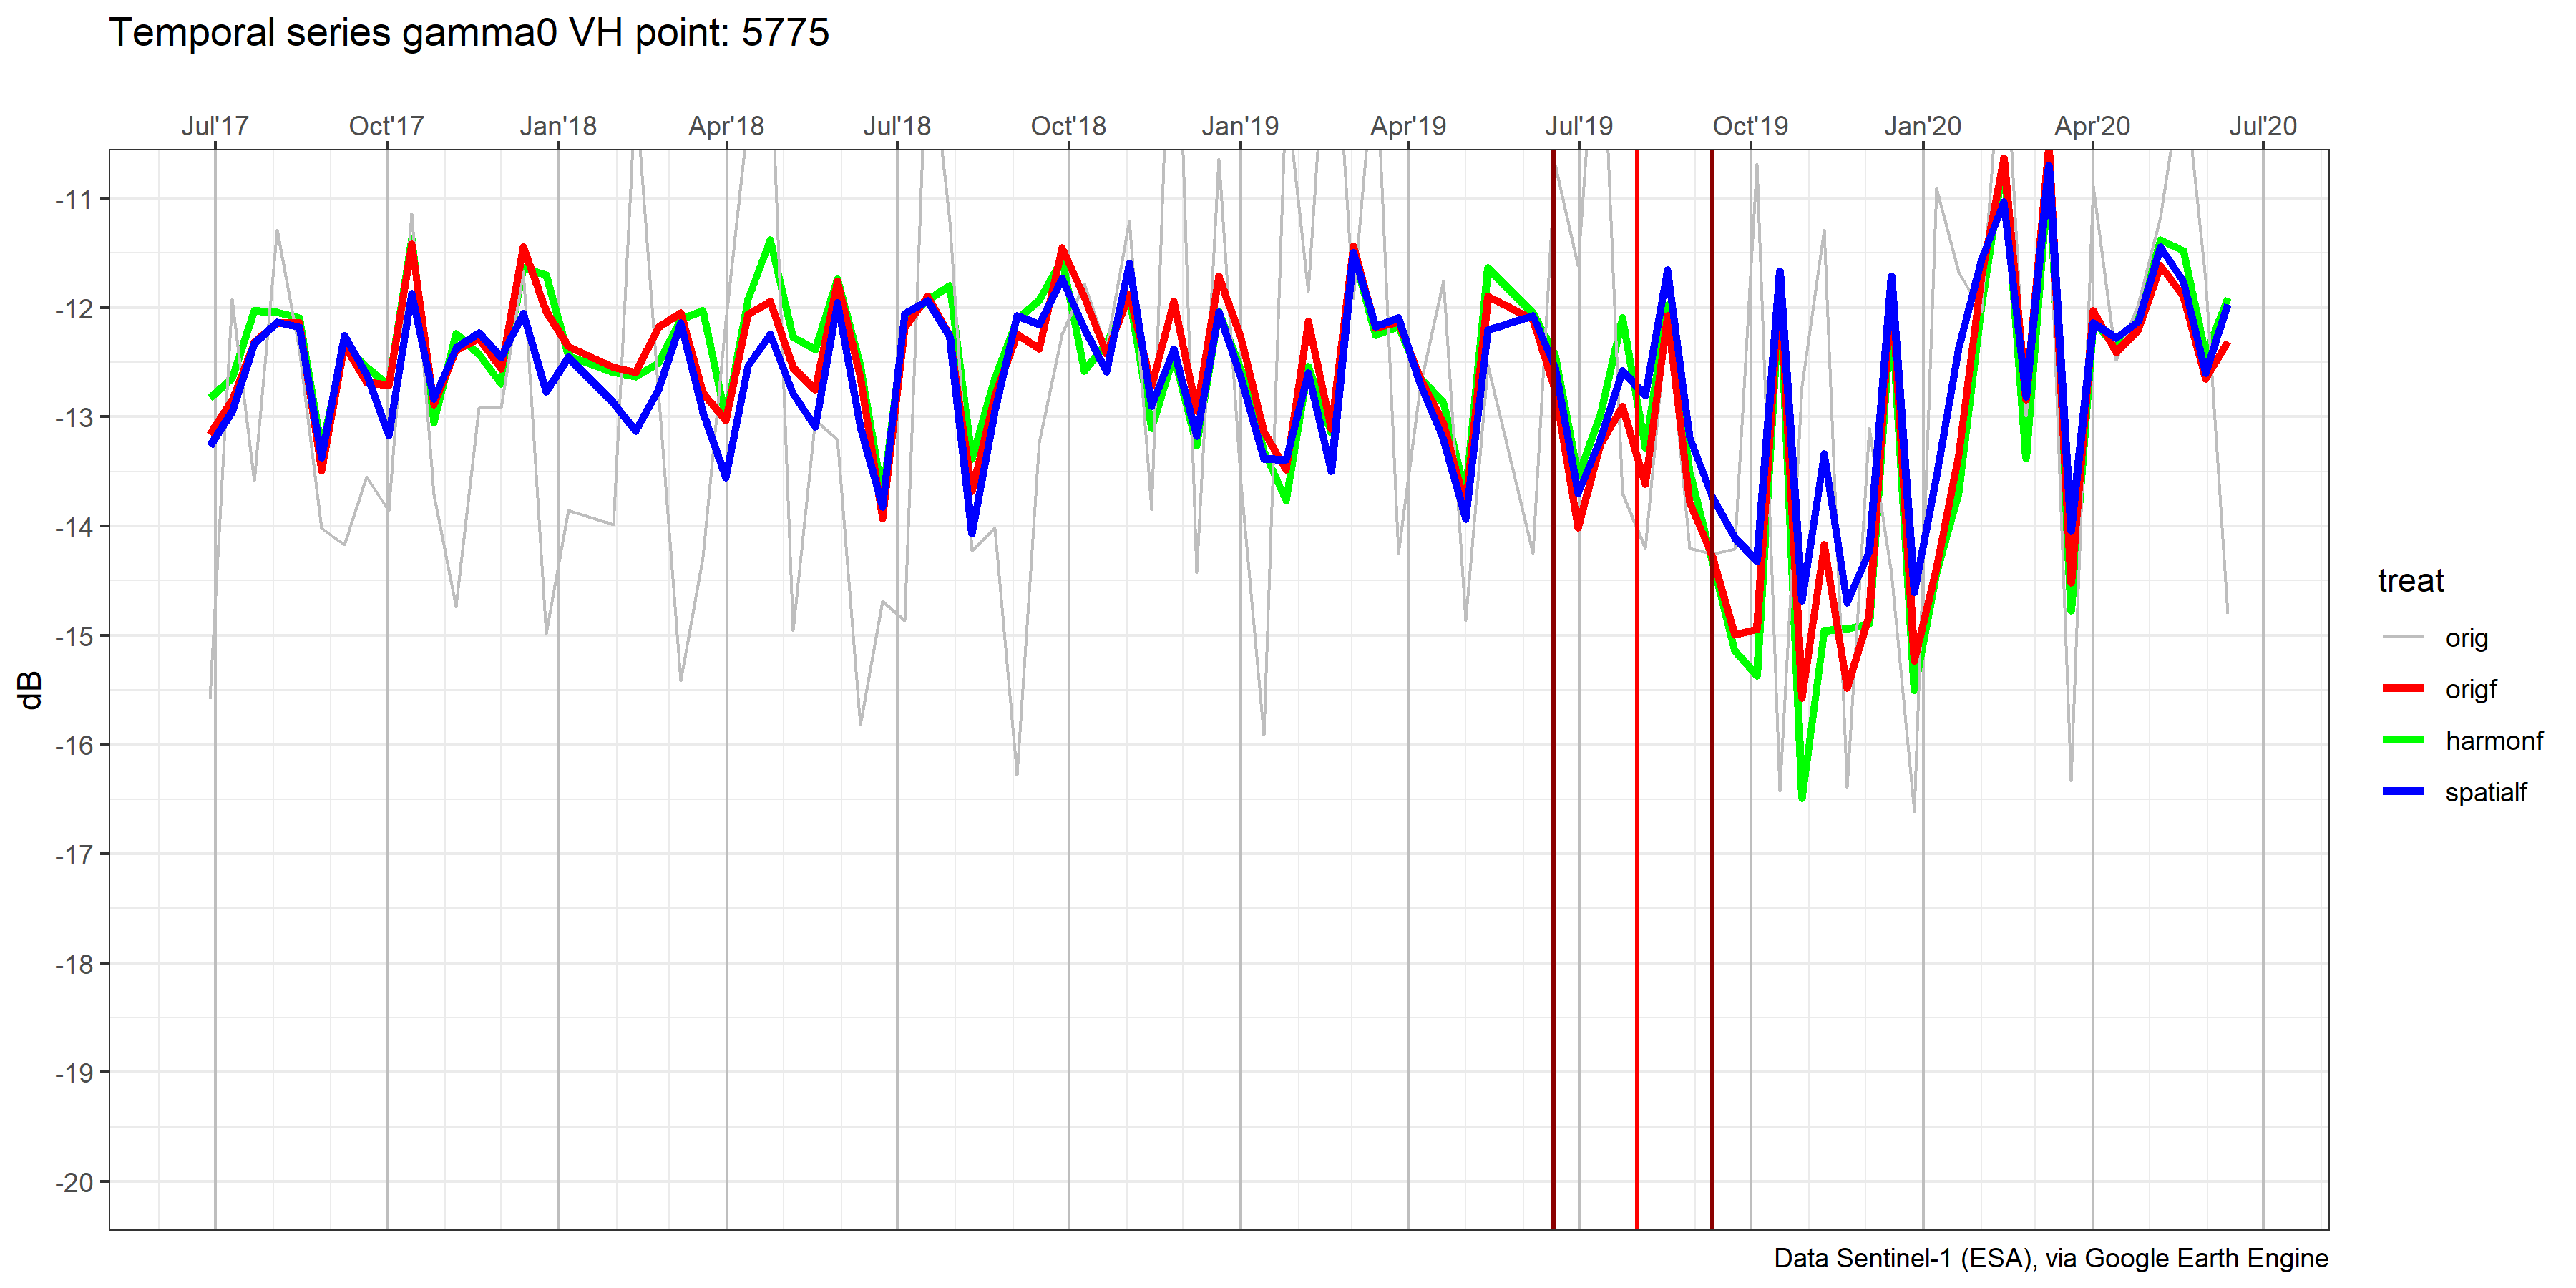 Temporal series gamma0 VH point: 5775
Jul'17 Oct'17 Jan'18 Apr'18 Jul'18 Oct'18 Jan'19 Apr'19 Jul'19 Oct'19 Jan'20 Apr'20 Jul'20
-11
-12
-13
-14
-15
-16
-17
-18
-19
-20
dB
treat
orig
origf
harmonf
spatialf
Data Sentinel-1 (ESA), via Google Earth Engine